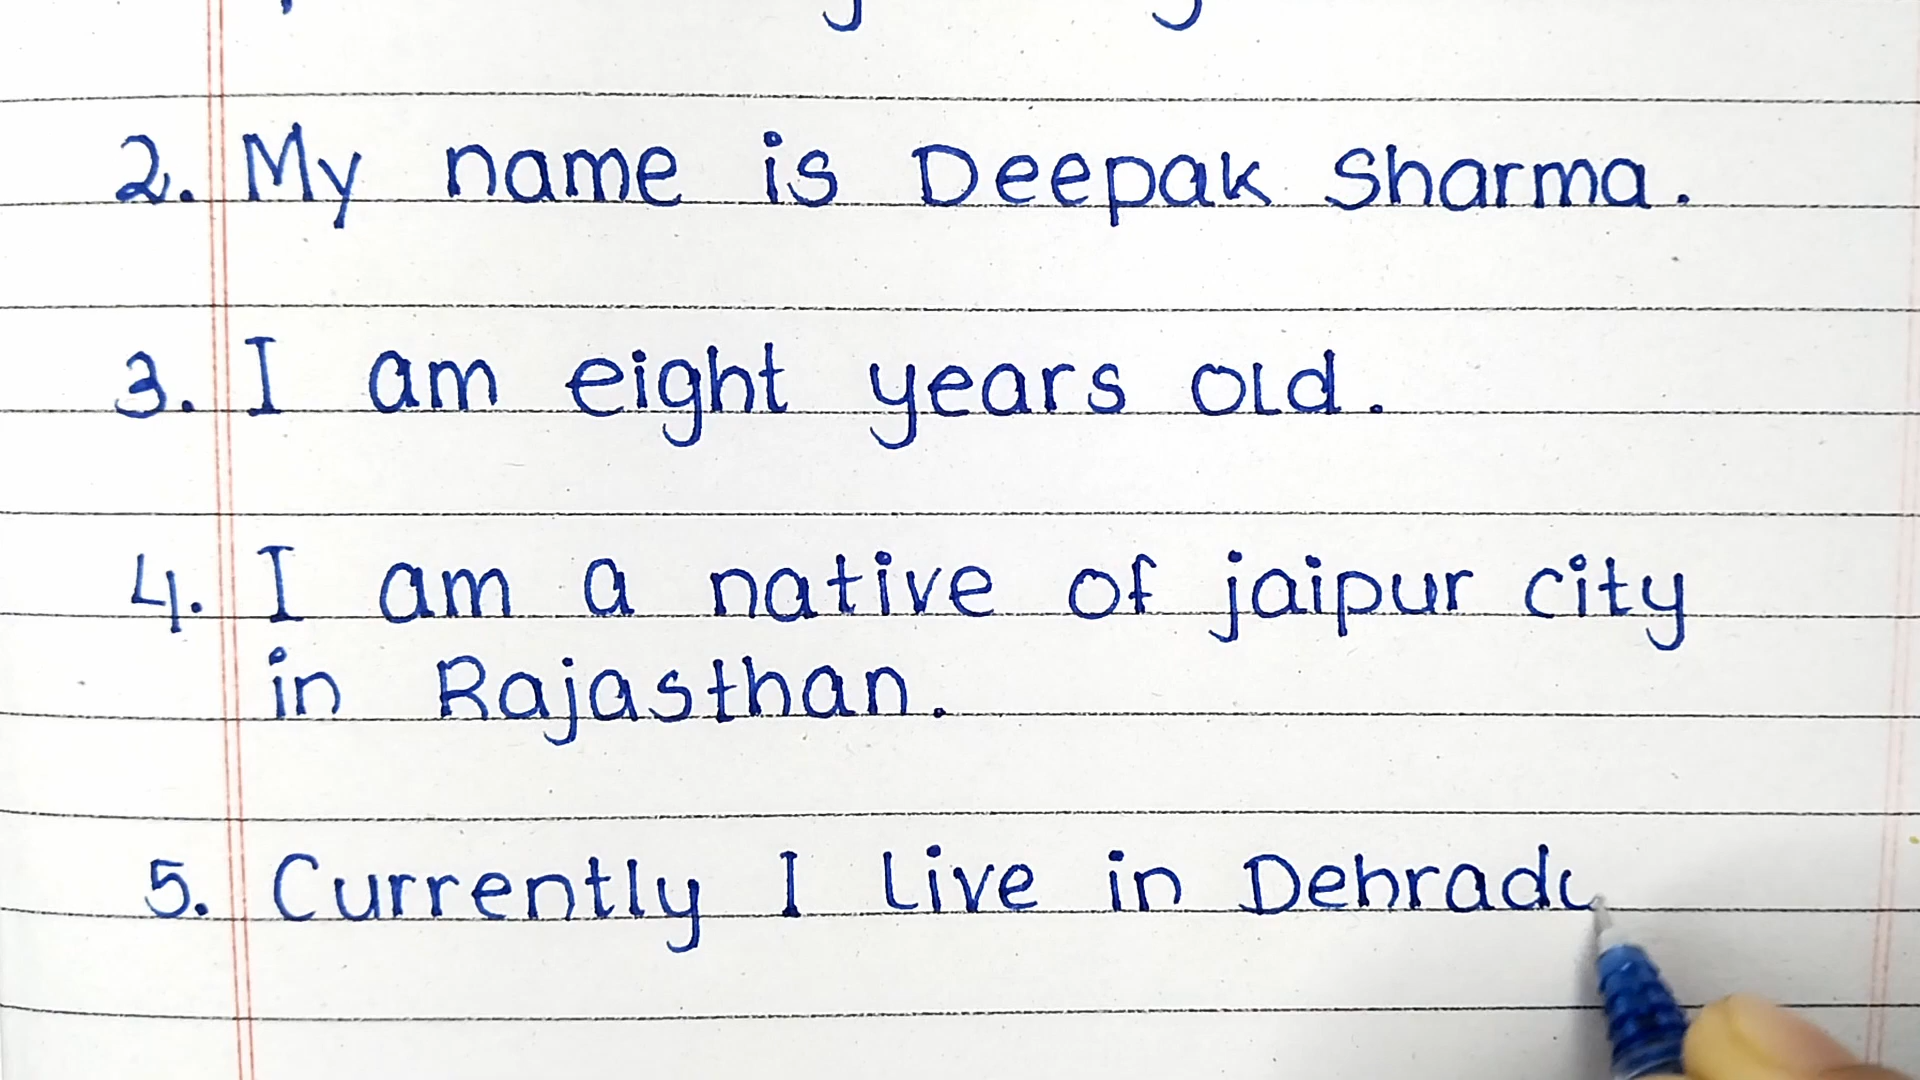 2. My name is Deepak Sharma.
3. I am eight years old.
4. I am a native of jaipur city
in Rajasthan.
5. Currently I live in Dehradu